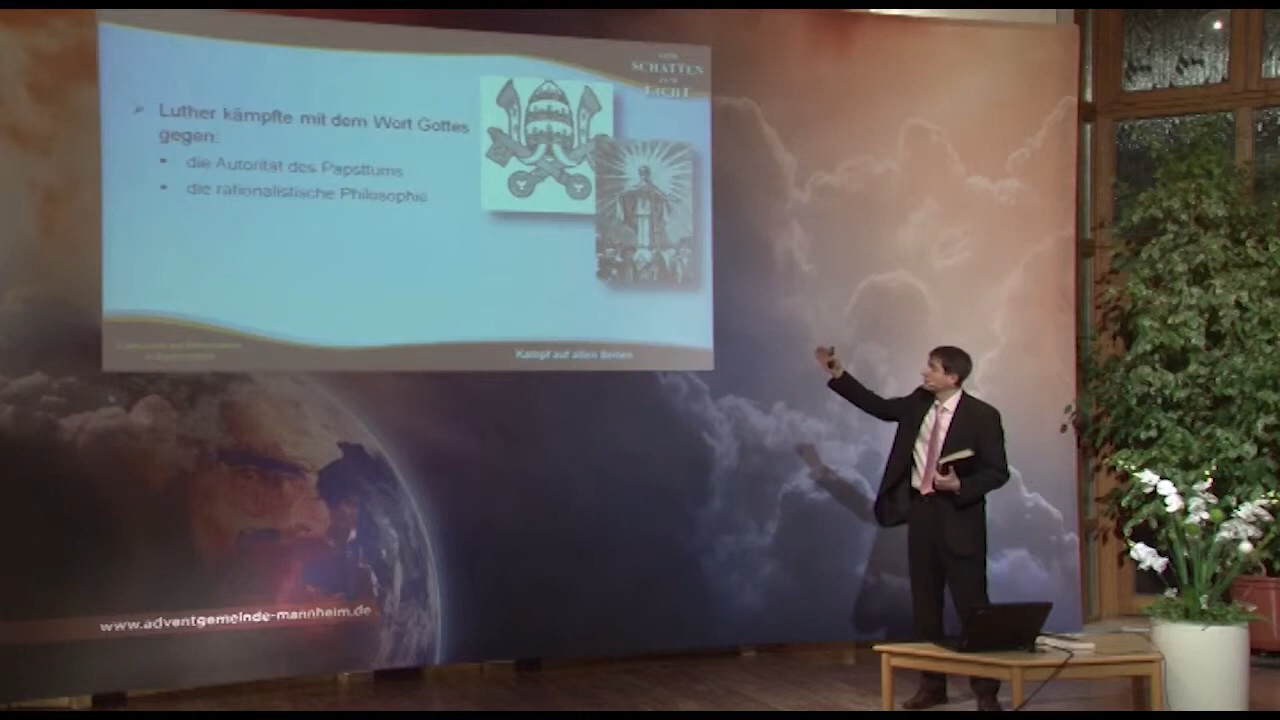 VOM
SCHATTEN
ZUM
LICHT
Luther kämpfte mit dem Wort Gottes
gegen:
die Autorität des Papsttums
die rationalistische Philosophie
Kampf auf allen Seiten
www.adventgemeinde-mannheim.de